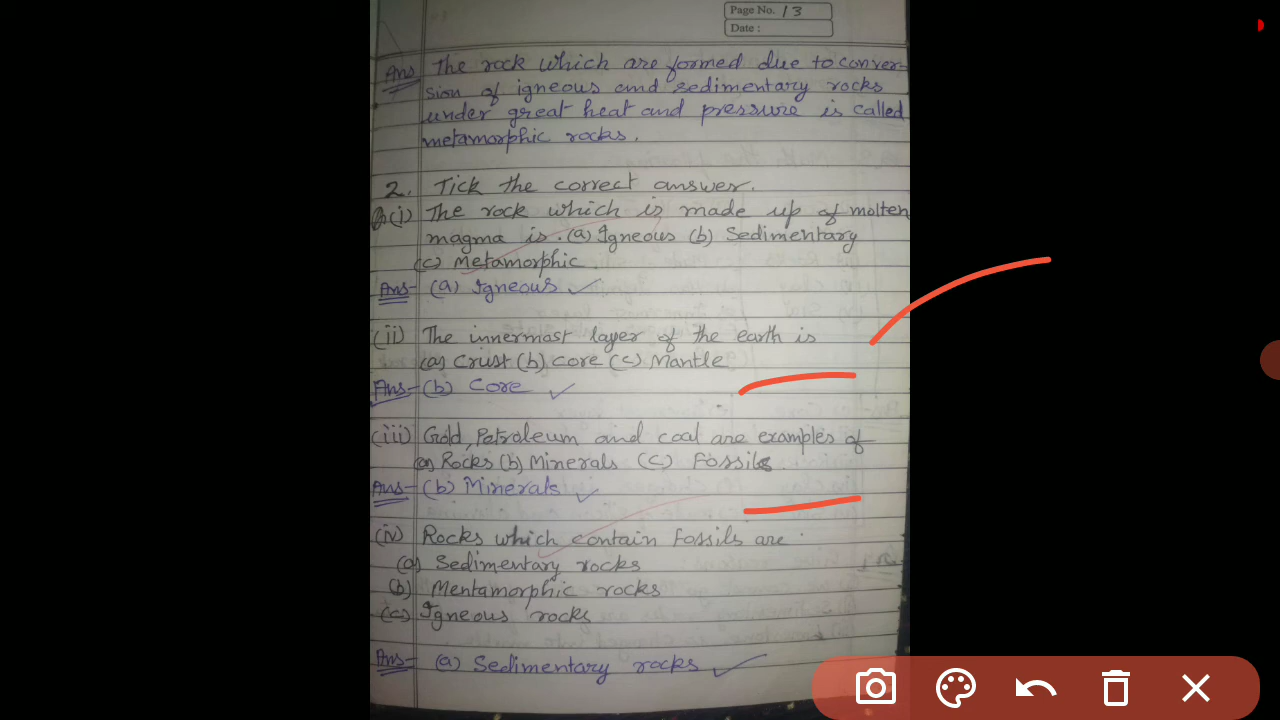 Page No. 13
Date :
Ans The rock which are formed due to conver-
sion of igneous and sedimentary rocks
under great heat and pressure is called
metamorphic rocks.
2. Tick the correct answer.
(i) The rock which is made up of molten
magma is. (a) Igneous (b) Sedimentary
(c) Metamorphic.
Ans- (a) Igneous
(ii) The innermost layer of the earth is
(a) Crust (b) Core (c) Mantle
Ans- (b) Core
(iii) Gold, Petroleum and coal are examples of
(a) Rocks (b) Minerals (c) Fossils
Ans- (b) Minerals
(iv) Rocks which contain Fossils are
(a) Sedimentary rocks
(b) Mentamorphic rocks
(c) Igneous rocks
Ans- (a) Sedimentary rocks